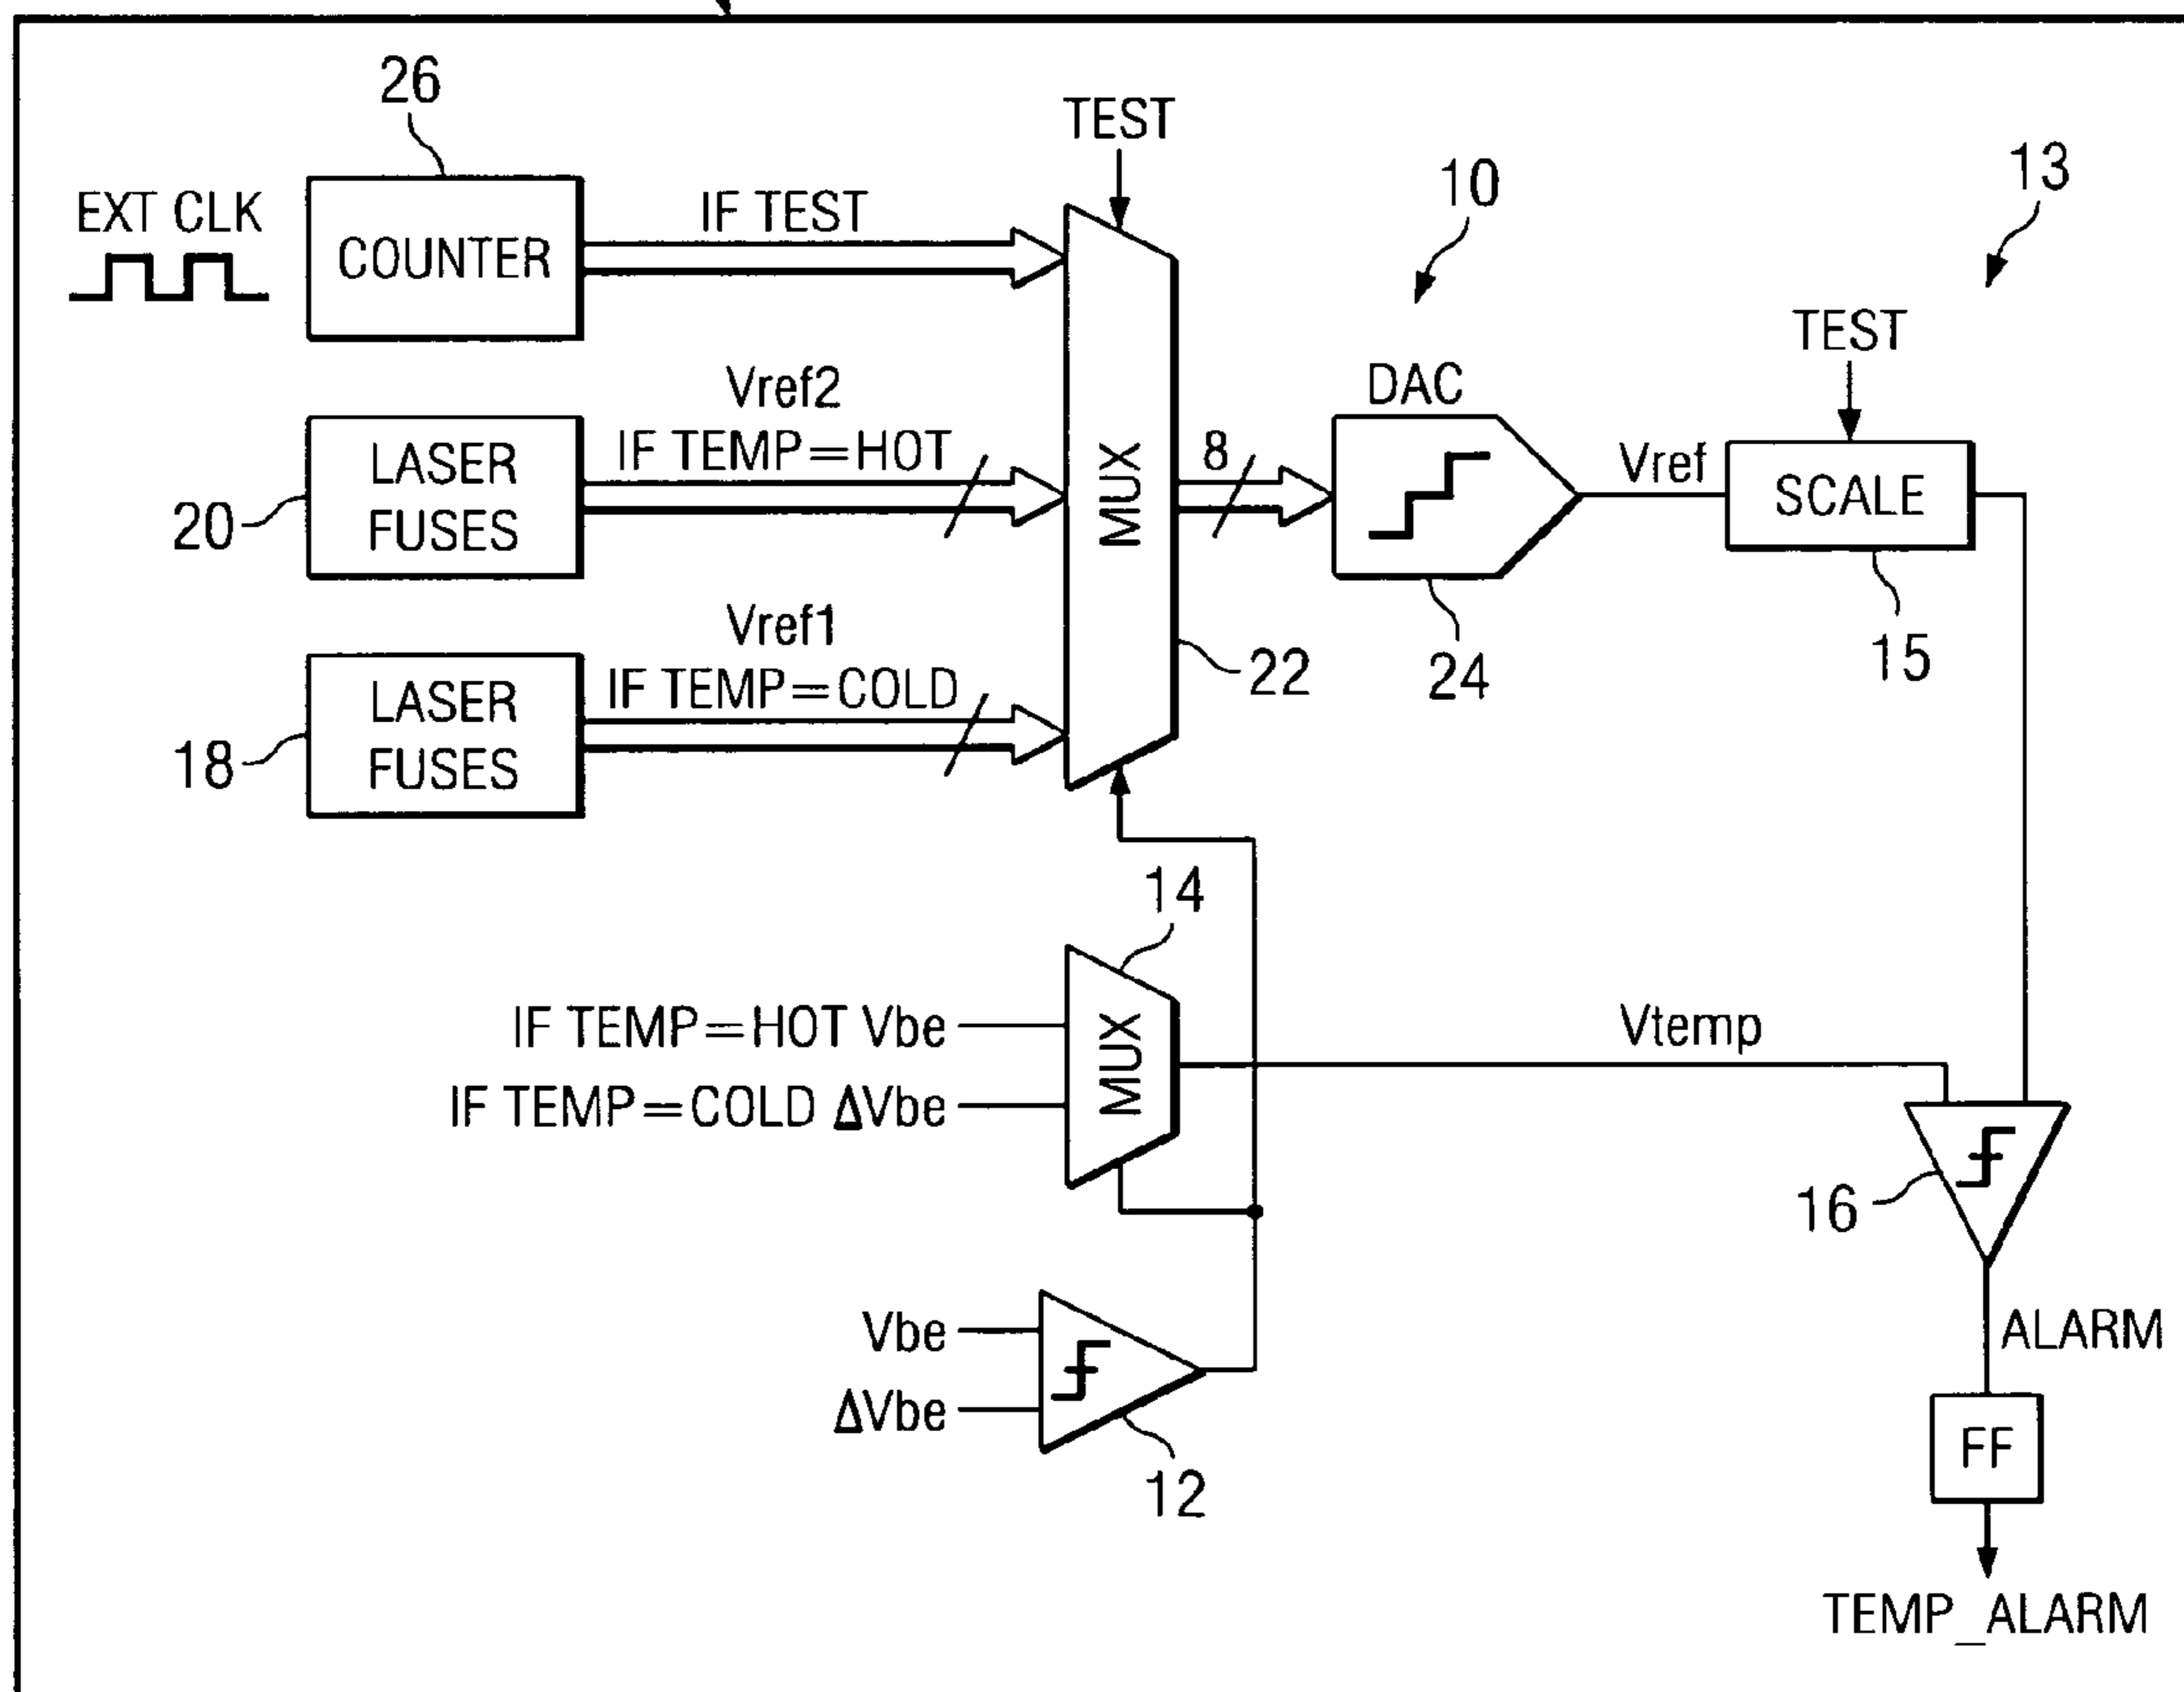 26
TEST
10
13
EXT CLK
COUNTER
IF TEST
TEST
DAC
Vref2
IF TEMP=HOT
LASER
FUSES
20
MUX
8
Vref
SCALE
15
24
22
Vref1
IF TEMP=COLD
LASER
FUSES
18
14
IF TEMP=HOT Vbe
IF TEMP=COLD ΔVbe
MUX
Vtemp
16
Vbe
ΔVbe
12
ALARM
FF
TEMP_ALARM